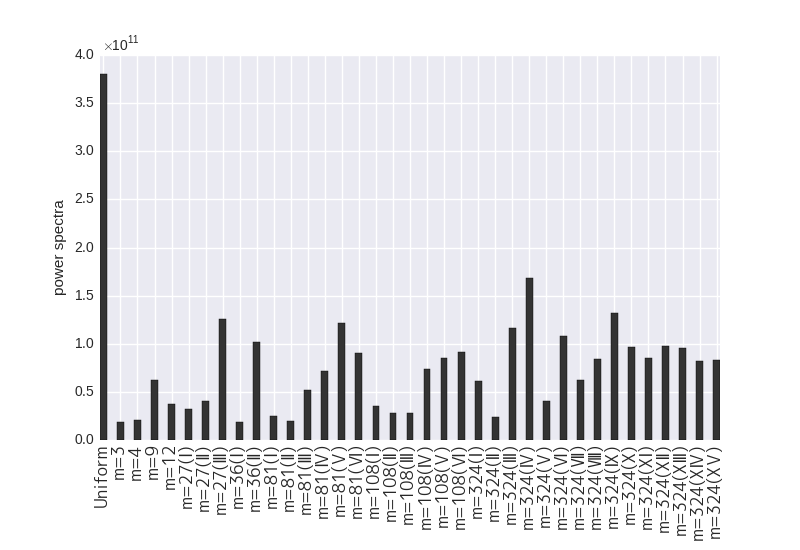 ×10¹¹
4.0
3.5
3.0
2.5
2.0
1.5
1.0
0.5
0.0
power spectra
Uniform
m=3
m=4
m=9
m=12
m=27(Ⅰ)
m=27(Ⅱ)
m=27(Ⅲ)
m=36(Ⅰ)
m=36(Ⅱ)
m=81(Ⅰ)
m=81(Ⅱ)
m=81(Ⅲ)
m=81(Ⅳ)
m=81(Ⅴ)
m=81(Ⅵ)
m=108(Ⅰ)
m=108(Ⅱ)
m=108(Ⅲ)
m=108(Ⅳ)
m=108(Ⅴ)
m=108(Ⅵ)
m=324(Ⅰ)
m=324(Ⅱ)
m=324(Ⅲ)
m=324(Ⅳ)
m=324(Ⅴ)
m=324(Ⅵ)
m=324(Ⅶ)
m=324(Ⅷ)
m=324(Ⅸ)
m=324(Ⅹ)
m=324(Ⅺ)
m=324(Ⅻ)
m=324(XⅢ)
m=324(XⅣ)
m=324(XⅤ)